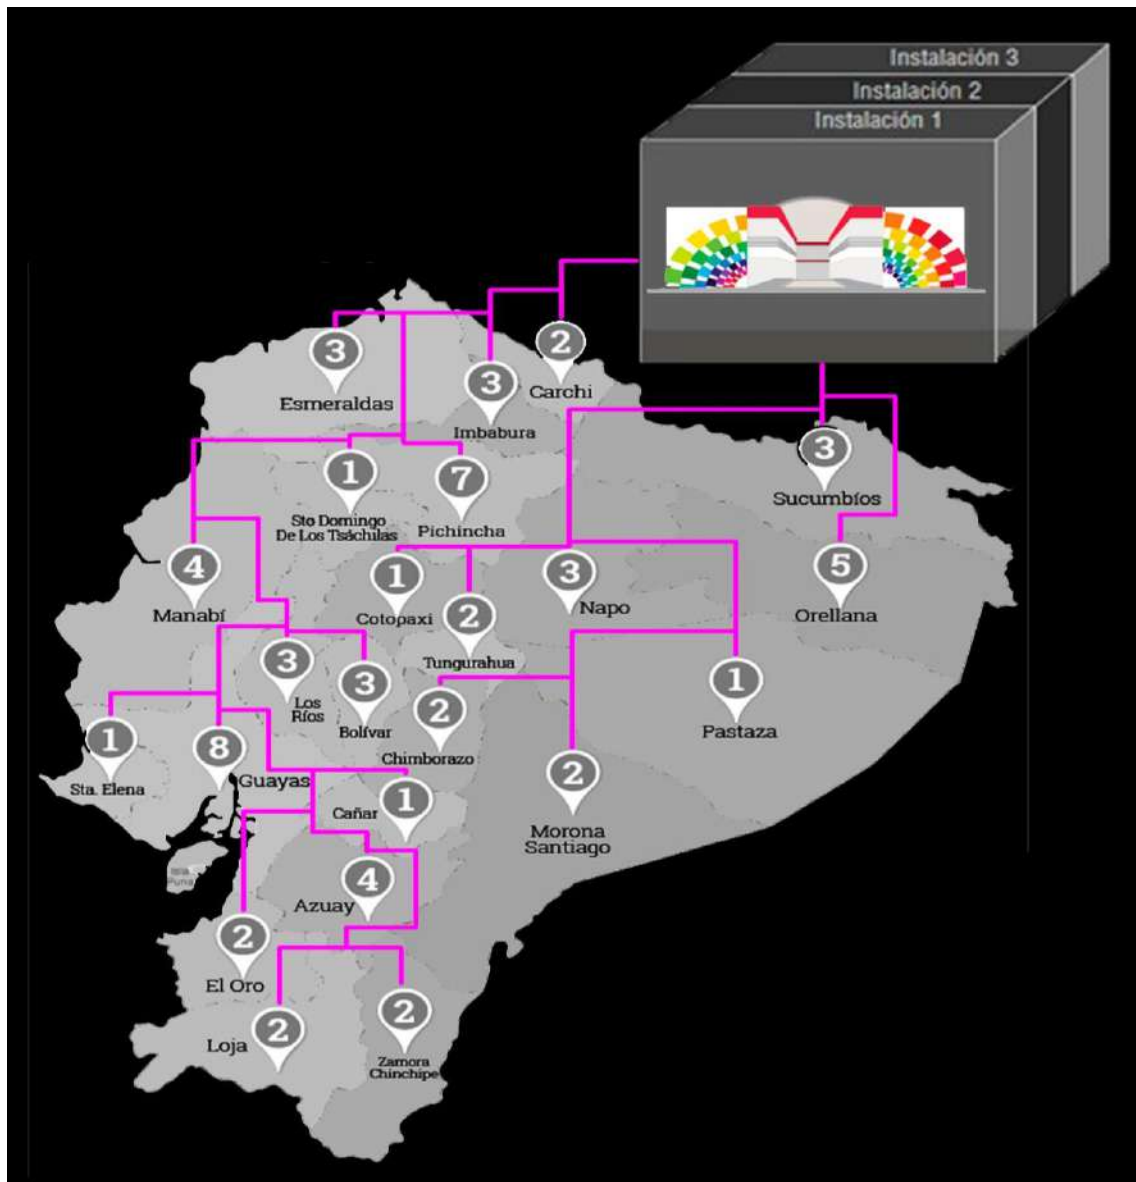 Instalación 3
Instalación 2
Instalación 1
2
Carchi
3
Esmeraldas
3
Imbabura
3
Sucumbíos
1
Sto Domingo
De Los Tsáchilas
7
Pichincha
4
Manabí
1
Cotopaxi
2
Tungurahua
3
Napo
5
Orellana
3
Los
Ríos
3
Bolívar
2
Chimborazo
1
Pastaza
1
Sta. Elena
8
Guayas
2
Morona
Santiago
1
Cañar
Isla
Puna
4
Azuay
2
El Oro
2
Loja
2
Zamora
Chinchipe